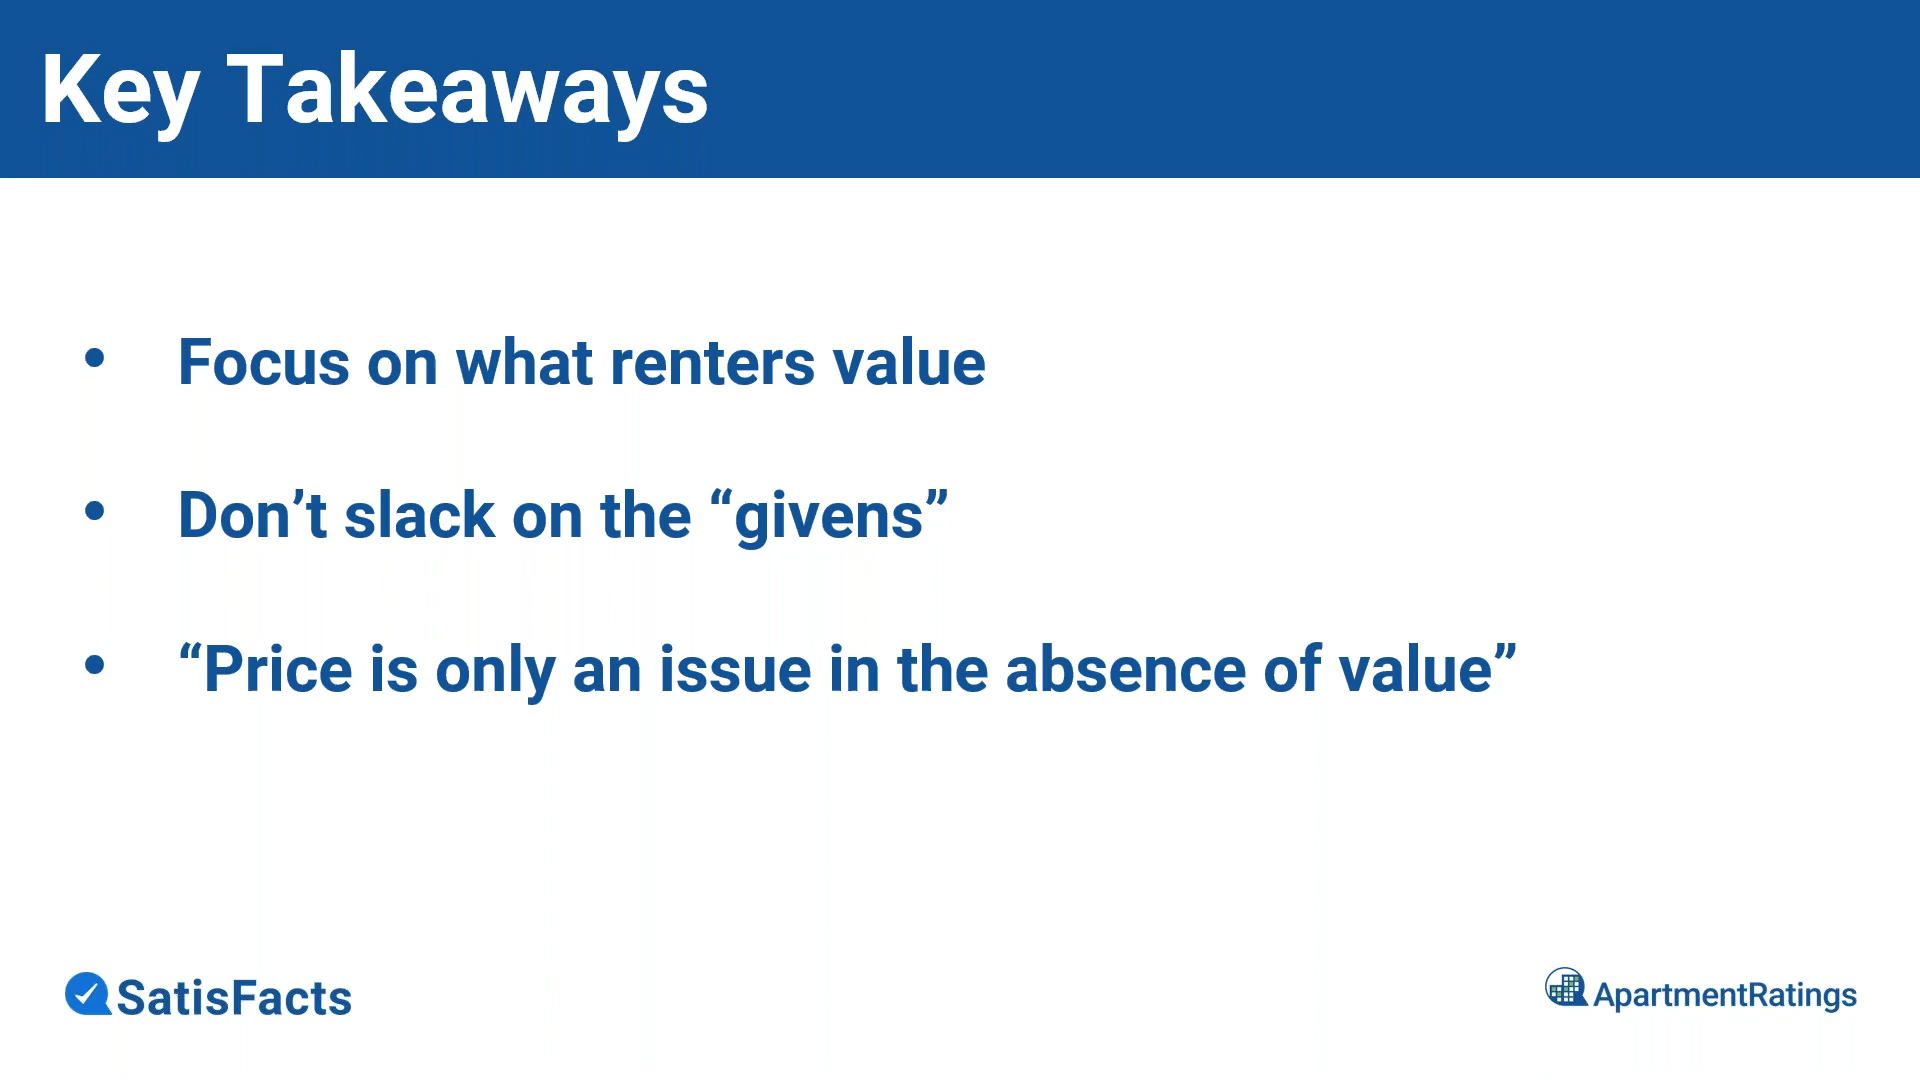 Key Takeaways
• Focus on what renters value
• Don’t slack on the “givens”
• “Price is only an issue in the absence of value”
SatisFacts
ApartmentRatings